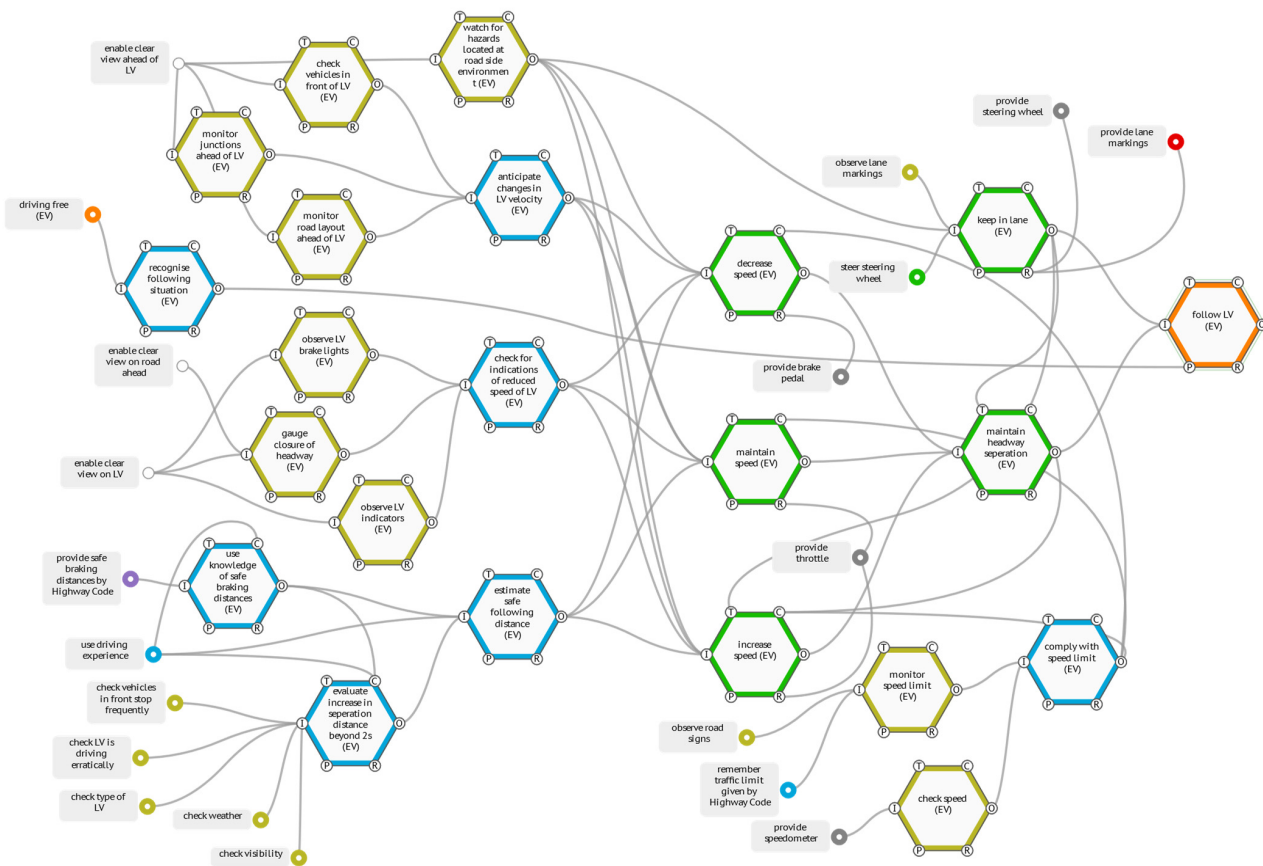 enable clear
view ahead of
LV
T
C
I
O
P
R
check
vehicles in
front of LV
(EV)
T
C
I
O
P
R
watch for
hazards
located at
road side
environmen
t (EV)
T
C
I
O
P
R
monitor
junctions
ahead of LV
(EV)
T
C
I
O
P
R
monitor
road layout
ahead of LV
(EV)
T
C
I
O
P
R
anticipate
changes in
LV velocity
(EV)
T
C
I
O
P
R
driving free
(EV)
recognise
following
situation
(EV)
T
C
I
O
P
R
enable clear
view on road
ahead
observe LV
brake lights
(EV)
T
C
I
O
P
R
gauge
closure of
headway
(EV)
T
C
I
O
P
R
enable clear
view on LV
observe LV
indicators
(EV)
T
C
I
O
P
R
check for
indications
of reduced
speed of LV
(EV)
T
C
I
O
P
R
provide safe
braking
distances by
Highway Code
use
knowledge
of safe
braking
distances
(EV)
T
C
I
O
P
R
use driving
experience
estimate
safe
following
distance
(EV)
T
C
I
O
P
R
check vehicles
in front stop
frequently
evaluate
increase in
seperation
distance
beyond 2s
(EV)
T
C
I
O
P
R
check LV is
driving
erratically
check type of
LV
check weather
check visibility
decrease
speed (EV)
T
C
I
O
P
R
provide brake
pedal
maintain
speed (EV)
T
C
I
O
P
R
provide
throttle
increase
speed (EV)
T
C
I
O
P
R
provide
steering wheel
provide lane
markings
observe lane
markings
keep in lane
(EV)
T
C
I
O
P
R
steer steering
wheel
follow LV
(EV)
T
C
I
O
P
R
maintain
headway
seperation
(EV)
T
C
I
O
P
R
monitor
speed limit
(EV)
T
C
I
O
P
R
comply with
speed limit
(EV)
T
C
I
O
P
R
observe road
signs
remember
traffic limit
given by
Highway Code
check speed
(EV)
T
C
I
O
P
R
provide
speedometer